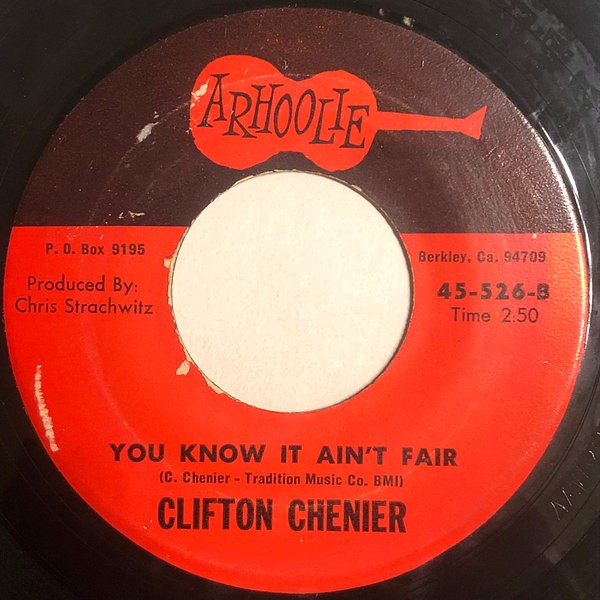 ARHOOLIE
P. O. Box 9195
Berkley, Ca. 94709
Produced By:
Chris Strachwitz
45-526-B
Time 2:50
YOU KNOW IT AIN'T FAIR
(C. Chenier - Tradition Music Co. BMI)
CLIFTON CHENIER